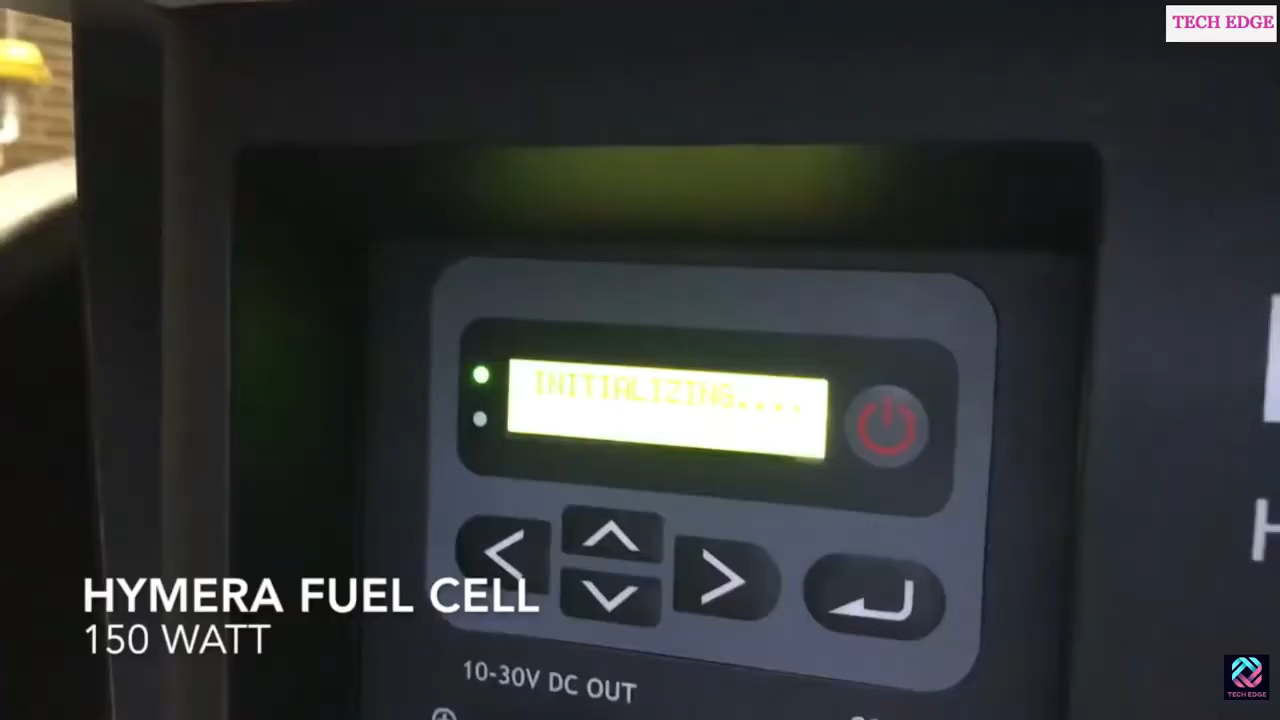 TECH EDGE
INITIALIZING....
HYMERA FUEL CELL
150 WATT
10-30V DC OUT
H
TECH EDGE